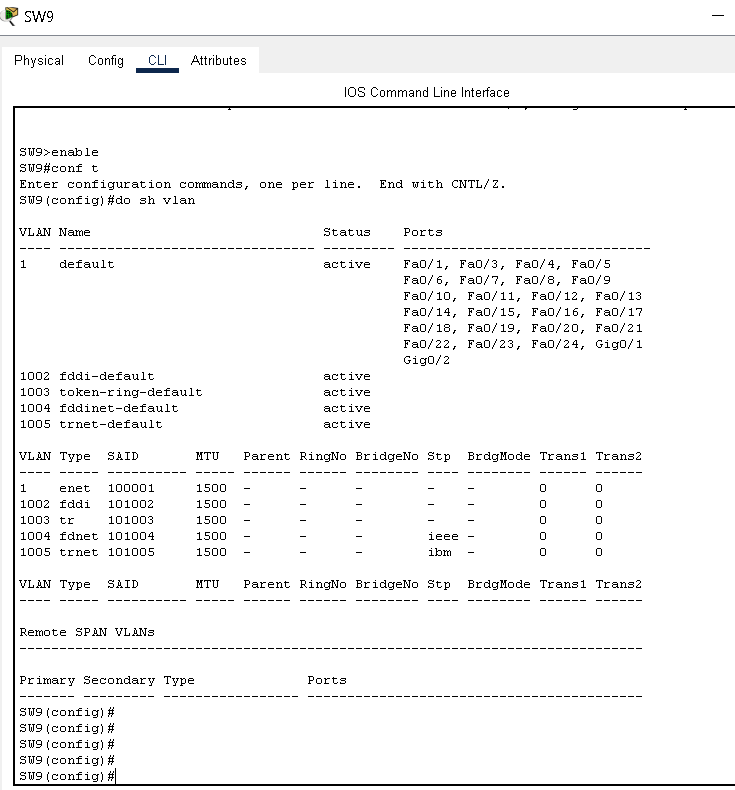 SW9
Physical Config CLI Attributes
IOS Command Line Interface
SW9>enable
SW9#conf t
Enter configuration commands, one per line.  End with CNTL/Z.
SW9(config)#do sh vlan
VLAN Name                             Status    Ports
---- -------------------------------- --------- -------------------------------
1    default                          active    Fa0/1, Fa0/3, Fa0/4, Fa0/5
                                                Fa0/6, Fa0/7, Fa0/8, Fa0/9
                                                Fa0/10, Fa0/11, Fa0/12, Fa0/13
                                                Fa0/14, Fa0/15, Fa0/16, Fa0/17
                                                Fa0/18, Fa0/19, Fa0/20, Fa0/21
                                                Fa0/22, Fa0/23, Fa0/24, Gig0/1
                                                Gig0/2
1002 fddi-default                     active
1003 token-ring-default               active
1004 fddinet-default                  active
1005 trnet-default                    active
VLAN Type  SAID       MTU   Parent RingNo BridgeNo Stp  BrdgMode Trans1 Trans2
---- ----- ---------- ----- ------ ------ -------- ---- -------- ------ ------
1    enet  100001     1500  -      -      -        -    -        0      0
1002 fddi  101002     1500  -      -      -        -    -        0      0
1003 tr    101003     1500  -      -      -        -    -        0      0
1004 fdnet 101004     1500  -      -      -        ieee -        0      0
1005 trnet 101005     1500  -      -      -        ibm  -        0      0
VLAN Type  SAID       MTU   Parent RingNo BridgeNo Stp  BrdgMode Trans1 Trans2
---- ----- ---------- ----- ------ ------ -------- ---- -------- ------ ------
Remote SPAN VLANs
------------------------------------------------------------------------------
Primary Secondary Type              Ports
------- --------- ----------------- ------------------------------------------
SW9(config)#
SW9(config)#
SW9(config)#
SW9(config)#
SW9(config)#